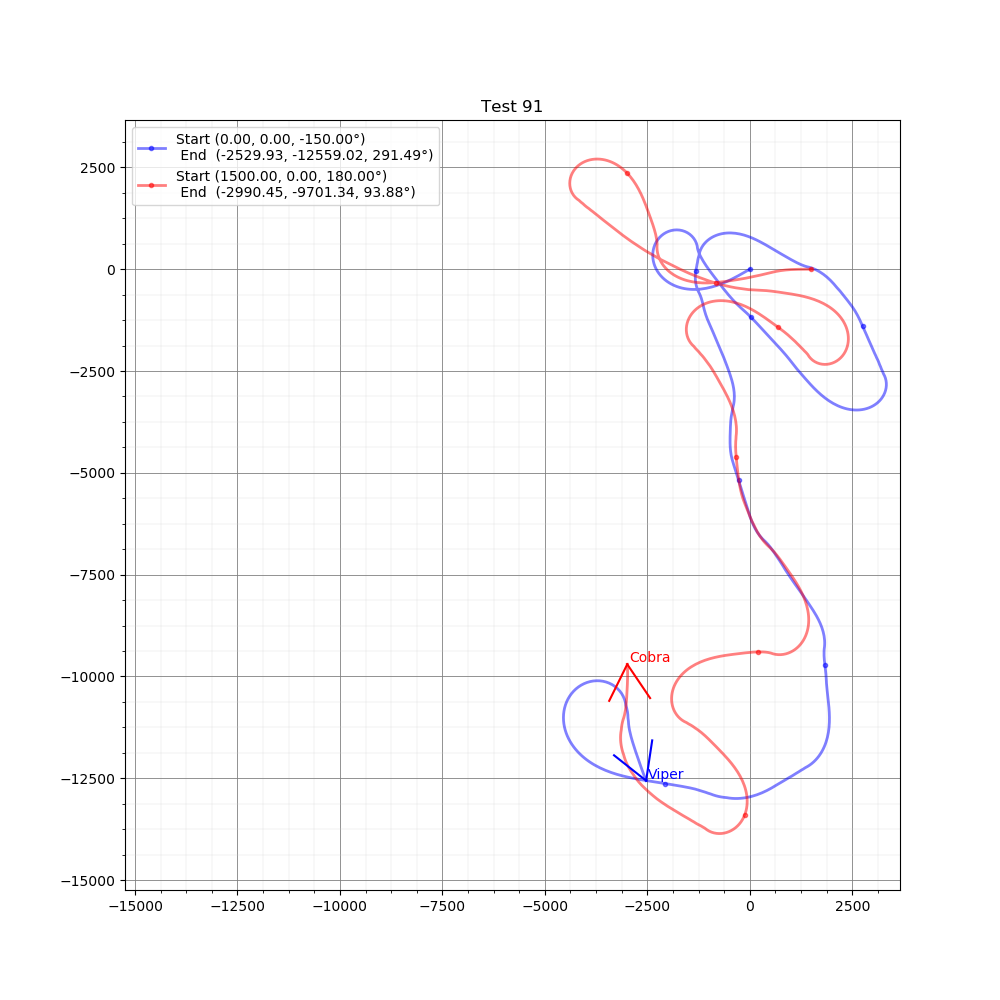 Test 91
Start (0.00, 0.00, -150.00°)
End  (-2529.93, -12559.02, 291.49°)
Start (1500.00, 0.00, 180.00°)
End  (-2990.45, -9701.34, 93.88°)
2500
0
−2500
−5000
−7500
−10000
−12500
−15000
Cobra
Viper
−15000 −12500 −10000 −7500 −5000 −2500 0 2500